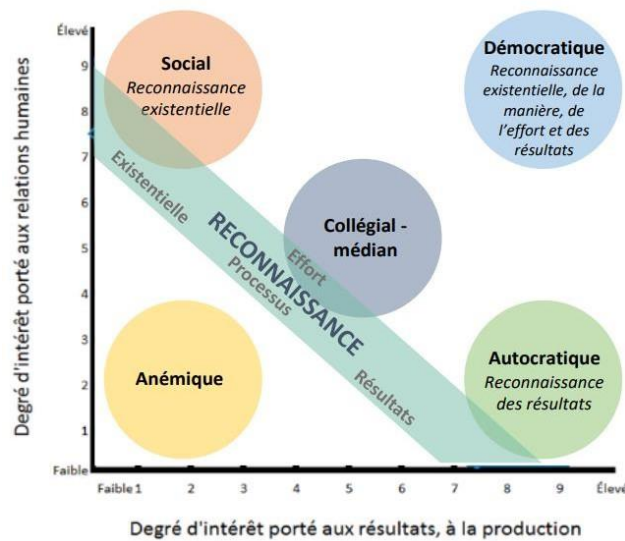 Élevé
9
8
7
6
5
4
3
2
1
Faible
Degré d'intérêt porté aux relations humaines
Social
Reconnaissance
existentielle
Démocratique
Reconnaissance
existentielle, de la
manière, de
l'effort et des
résultats
Existentielle
RECONNAISSANCE
Effort
Processus
Résultats
Collégial -
médian
Anémique
Autocratique
Reconnaissance
des résultats
Faible 1 2 3 4 5 6 7 8 9 Élevé
Degré d'intérêt porté aux résultats, à la production